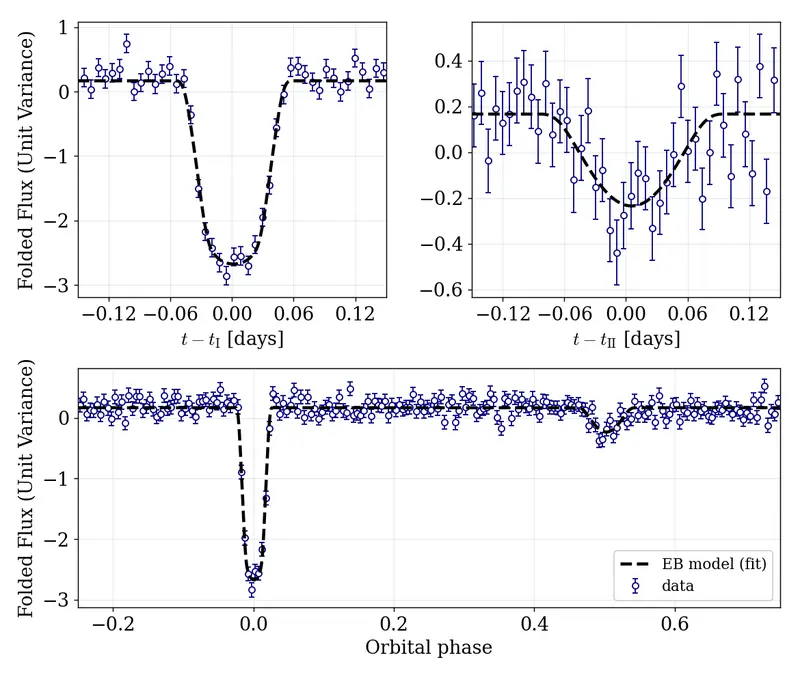 Folded Flux (Unit Variance)
1
0
−1
−2
−3
−0.12 −0.06 0.00 0.06 0.12
t − t_I [days]
0.4
0.2
0.0
−0.2
−0.4
−0.6
−0.12 −0.06 0.00 0.06 0.12
t − t_II [days]
Folded Flux (Unit Variance)
0
−1
−2
−3
−0.2 0.0 0.2 0.4 0.6
Orbital phase
EB model (fit)
data